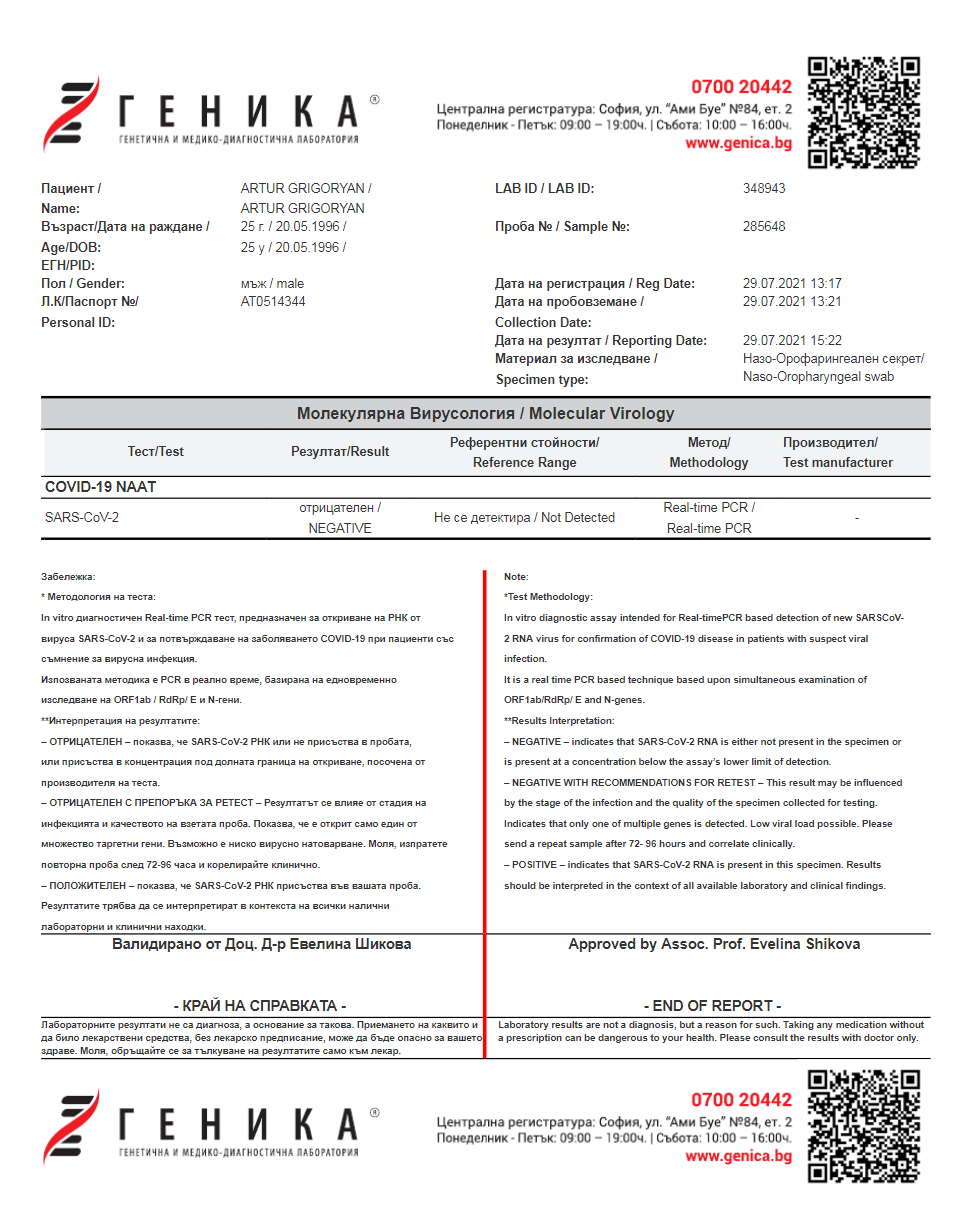 ГЕНИКА®
ГЕНЕТИЧНА И МЕДИКО-ДИАГНОСТИЧНА ЛАБОРАТОРИЯ
0700 20442
Централна регистратура: София, ул. “Ами Буе” №84, ет. 2
Понеделник - Петък: 09:00 – 19:00ч. | Събота: 10:00 – 16:00ч.
www.genica.bg
Пациент / ARTUR GRIGORYAN / LAB ID / LAB ID: 348943
Name: ARTUR GRIGORYAN
Възраст/Дата на раждане / 25 г. / 20.05.1996 / Проба № / Sample №: 285648
Age/DOB: 25 y / 20.05.1996 /
ЕГН/PID:
Пол / Gender: мъж / male Дата на регистрация / Reg Date: 29.07.2021 13:17
Л.К/Паспорт №/ AT0514344 Дата на пробовземане / 29.07.2021 13:21
Personal ID: Collection Date:
Дата на резултат / Reporting Date: 29.07.2021 15:22
Материал за изследване / Назо-Орофарингеален секрет/
Specimen type: Naso-Oropharyngeal swab
Молекулярна Вирусология / Molecular Virology
Тест/Test Резултат/Result Референтни стойности/ Метод/ Производител/
Reference Range Methodology Test manufacturer
COVID-19 NAAT
SARS-CoV-2 отрицателен / Не се детектира / Not Detected Real-time PCR / -
NEGATIVE Real-time PCR
Забележка:
* Методология на теста:
In vitro диагностичен Real-time PCR тест, предназначен за откриване на РНК от
вируса SARS-CoV-2 и за потвърждаване на заболяването COVID-19 при пациенти със
съмнение за вирусна инфекция.
Изпозваната методика е PCR в реално време, базирана на едновременно
изследване на ORF1ab / RdRp/ E и N-гени.
**Интерпретация на резултатите:
– ОТРИЦАТЕЛЕН – показва, че SARS-CoV-2 РНК или не присъства в пробата,
или присъства в концентрация под долната граница на откриване, посочена от
производителя на теста.
– ОТРИЦАТЕЛЕН С ПРЕПОРЪКА ЗА РЕТЕСТ – Резултатът се влияе от стадия на
инфекцията и качеството на взетата проба. Показва, че е открит само един от
множество таргетни гени. Възможно е ниско вирусно натоварване. Моля, изпратете
повторна проба след 72-96 часа и корелирайте клинично.
– ПОЛОЖИТЕЛЕН – показва, че SARS-CoV-2 РНК присъства във вашата проба.
Резултатите трябва да се интерпретират в контекста на всички налични
лабораторни и клинични находки.
Note:
*Test Methodology:
In vitro diagnostic assay intended for Real-timePCR based detection of new SARSCoV-
2 RNA virus for confirmation of COVID-19 disease in patients with suspect viral
infection.
It is a real time PCR based technique based upon simultaneous examination of
ORF1ab/RdRp/ E and N-genes.
**Results Interpretation:
– NEGATIVE – indicates that SARS-CoV-2 RNA is either not present in the specimen or
is present at a concentration below the assay's lower limit of detection.
– NEGATIVE WITH RECOMMENDATIONS FOR RETEST – This result may be influenced
by the stage of the infection and the quality of the specimen collected for testing.
Indicates that only one of multiple genes is detected. Low viral load possible. Please
send a repeat sample after 72- 96 hours and correlate clinically.
– POSITIVE – indicates that SARS-CoV-2 RNA is present in this specimen. Results
should be interpreted in the context of all available laboratory and clinical findings.
Валидирано от Доц. Д-р Евелина Шикова
Approved by Assoc. Prof. Evelina Shikova
- КРАЙ НА СПРАВКАТА -
- END OF REPORT -
Лабораторните резултати не са диагноза, а основание за такова. Приемането на каквито и
да било лекарствени средства, без лекарско предписание, може да бъде опасно за вашето
здраве. Моля, обръщайте се за тълкуване на резултатите само към лекар.
Laboratory results are not a diagnosis, but a reason for such. Taking any medication without
a prescription can be dangerous to your health. Please consult the results with doctor only.
ГЕНИКА®
ГЕНЕТИЧНА И МЕДИКО-ДИАГНОСТИЧНА ЛАБОРАТОРИЯ
0700 20442
Централна регистратура: София, ул. “Ами Буе” №84, ет. 2
Понеделник - Петък: 09:00 – 19:00ч. | Събота: 10:00 – 16:00ч.
www.genica.bg